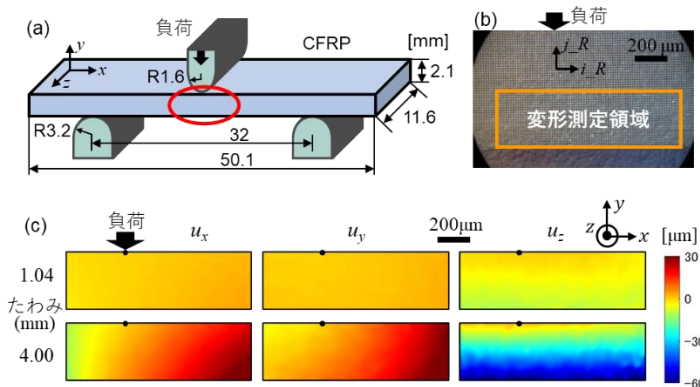 (a)
負荷
CFRP
[mm]
y
x
z
R1.6
2.1
R3.2
32
11.6
50.1
(b)
負荷
j_R
i_R
200 μm
変形測定領域
(c)
負荷
u_x
u_y
200μm
u_z
y
z
x
[μm]
1.04
たわみ
(mm)
4.00
30
0
−30
−60